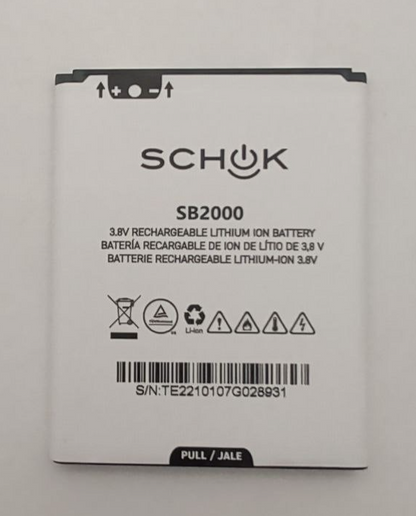 + -
SCHOK
SB2000
3.8V RECHARGEABLE LITHIUM ION BATTERY
BATERÍA RECARGABLE DE ION DE LÍTIO DE 3,8 V
BATTERIE RECHARGEABLE LITHIUM-ION 3.8V
Li-ion
S/N:TE2210107G028931
PULL / JALE